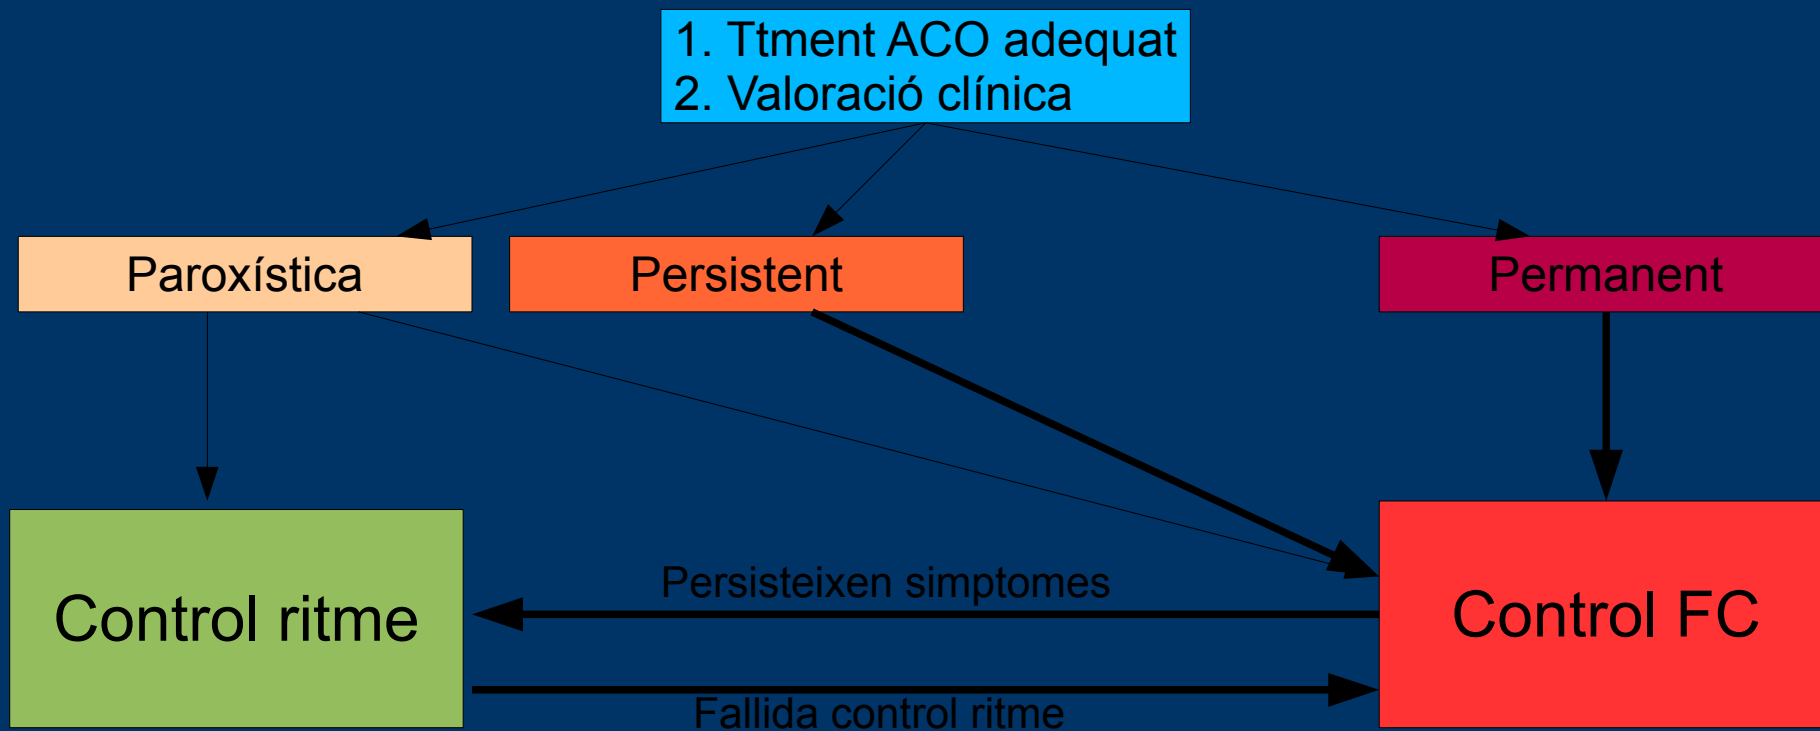 1. Ttment ACO adequat
2. Valoració clínica
Paroxística
Persistent
Permanent
Persisteixen simptomes
Control ritme
Control FC
Fallida control ritme